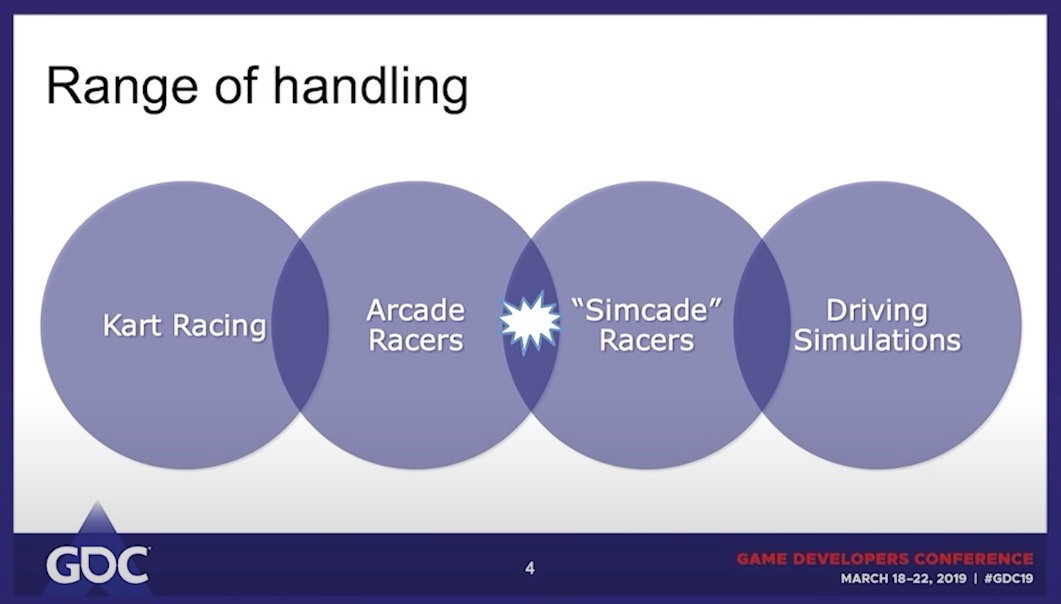 Range of handling
Kart Racing
Arcade
Racers
“Simcade”
Racers
Driving
Simulations
GDC
4
GAME DEVELOPERS CONFERENCE
MARCH 18–22, 2019 | #GDC19